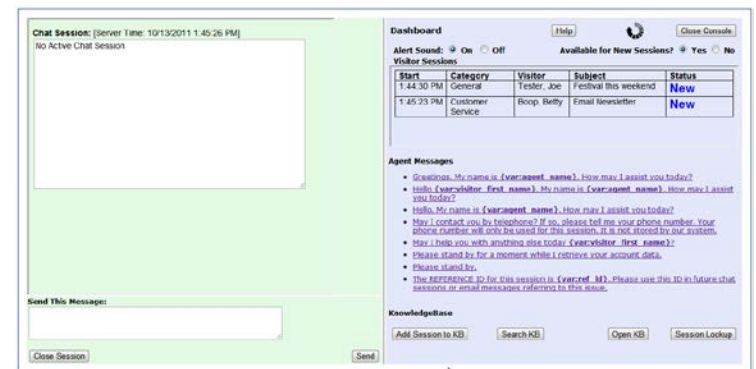 Chat Session: [Server Time: 10/13/2011 1:45:26 PM]
No Active Chat Session
Send This Message:
Close Session
Send
Dashboard
Help
Close Console
Alert Sound: On Off
Available for New Sessions? Yes No
Visitor Sessions
Start Category Visitor Subject Status
1:44:30 PM General Tester, Joe Festival this weekend New
1:45:23 PM Customer Boop, Betty Email Newsletter New
Service
Agent Messages
Greetings. My name is {var:agent_name}. How may I assist you today?
Hello {var:visitor_first_name}. My name is {var:agent_name}. How may I assist
you today?
Hello. My name is {var:agent_name}. How may I assist you today?
May I contact you by telephone? If so, please tell me your phone number. Your
phone number will only be used for this session. It is not stored by our system.
May I help you with anything else today {var:visitor_first_name}?
Please stand by for a moment while I retrieve your account data.
Please stand by.
The REFERENCE ID for this session is {var:ref_id}. Please use this ID in future chat
sessions or email messages referring to this issue.
KnowledgeBase
Add Session to KB
Search KB
Open KB
Session Lookup